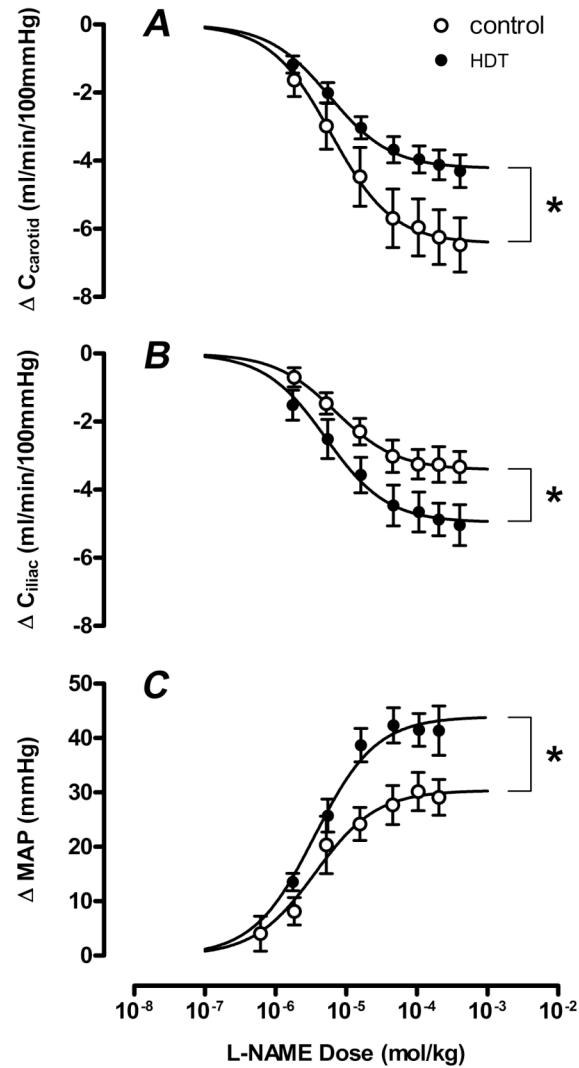 A
control
HDT
0
-2
-4
-6
-8
Δ C_carotid (ml/min/100mmHg)
*
B
0
-2
-4
-6
-8
Δ C_iliac (ml/min/100mmHg)
*
C
50
40
30
20
10
0
Δ MAP (mmHg)
*
10^-8 10^-7 10^-6 10^-5 10^-4 10^-3 10^-2
L-NAME Dose (mol/kg)